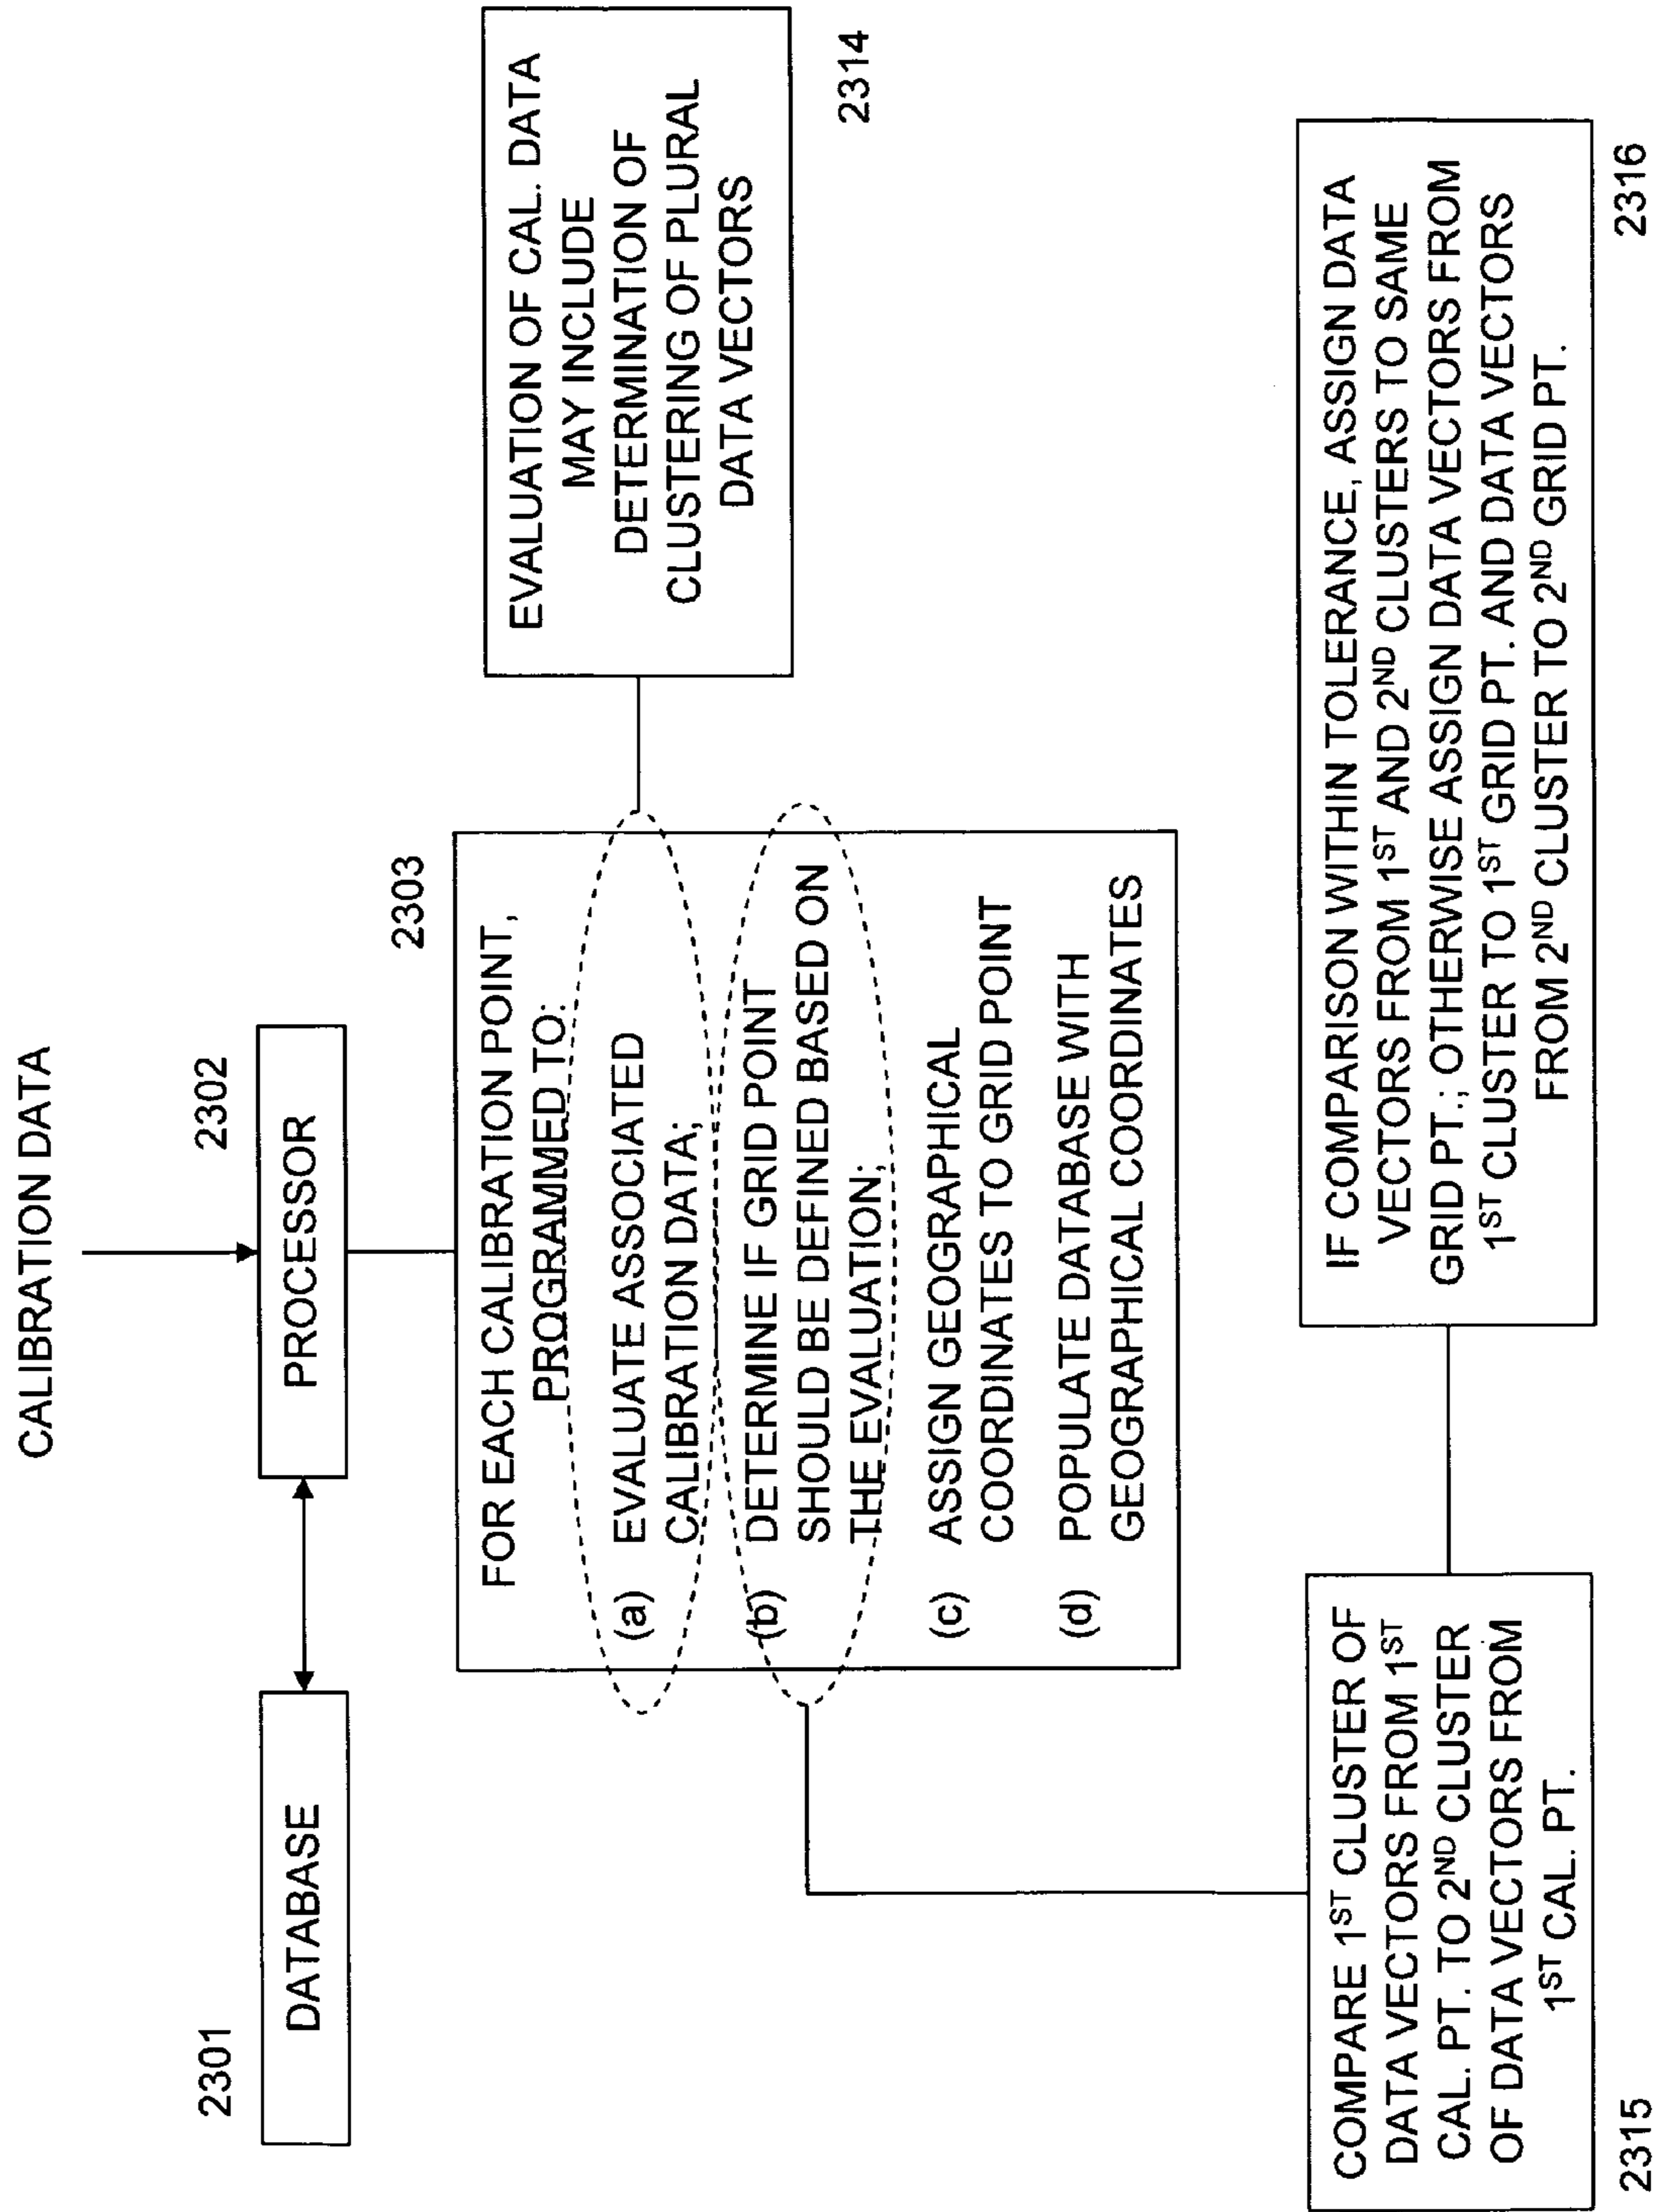 CALIBRATION DATA
2301
DATABASE
2302
PROCESSOR
2303
FOR EACH CALIBRATION POINT,
PROGRAMMED TO:
(a) EVALUATE ASSOCIATED
CALIBRATION DATA;
(b) DETERMINE IF GRID POINT
SHOULD BE DEFINED BASED ON
THE EVALUATION;
(c) ASSIGN GEOGRAPHICAL
COORDINATES TO GRID POINT
(d) POPULATE DATABASE WITH
GEOGRAPHICAL COORDINATES
EVALUATION OF CAL. DATA
MAY INCLUDE
DETERMINATION OF
CLUSTERING OF PLURAL
DATA VECTORS
2314
COMPARE 1ST CLUSTER OF
DATA VECTORS FROM 1ST
CAL. PT. TO 2ND CLUSTER
OF DATA VECTORS FROM
1ST CAL. PT.
2315
IF COMPARISON WITHIN TOLERANCE, ASSIGN DATA
VECTORS FROM 1ST AND 2ND CLUSTERS TO SAME
GRID PT.; OTHERWISE ASSIGN DATA VECTORS FROM
1ST CLUSTER TO 1ST GRID PT. AND DATA VECTORS
FROM 2ND CLUSTER TO 2ND GRID PT.
2316